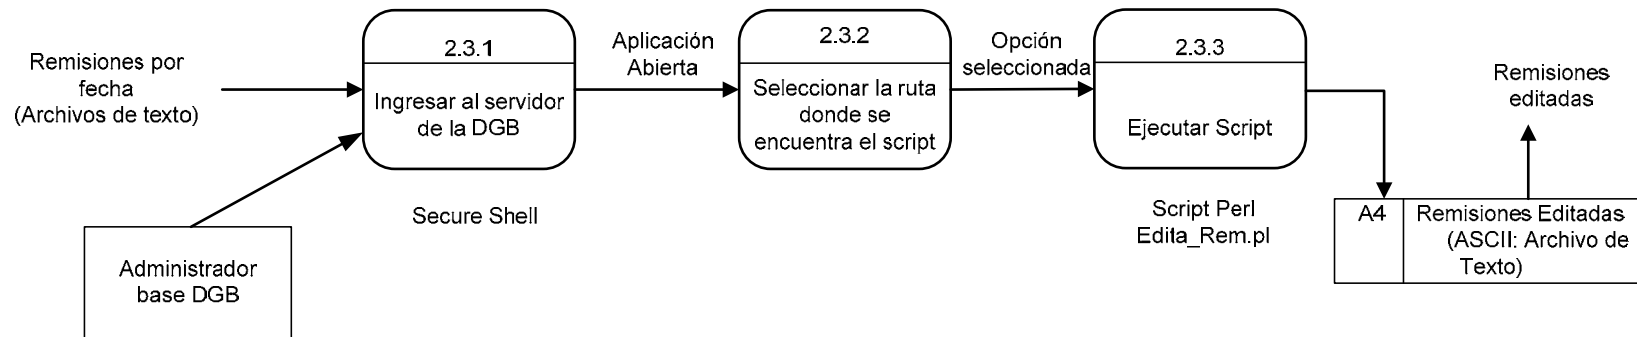 Remisiones por
fecha
(Archivos de texto)
2.3.1
Ingresar al servidor
de la DGB
Aplicación
Abierta
2.3.2
Seleccionar la ruta
donde se
encuentra el script
Opción
seleccionada
2.3.3
Ejecutar Script
Remisiones
editadas
Secure Shell
Script Perl
Edita_Rem.pl
A4
Remisiones Editadas
(ASCII: Archivo de
Texto)
Administrador
base DGB